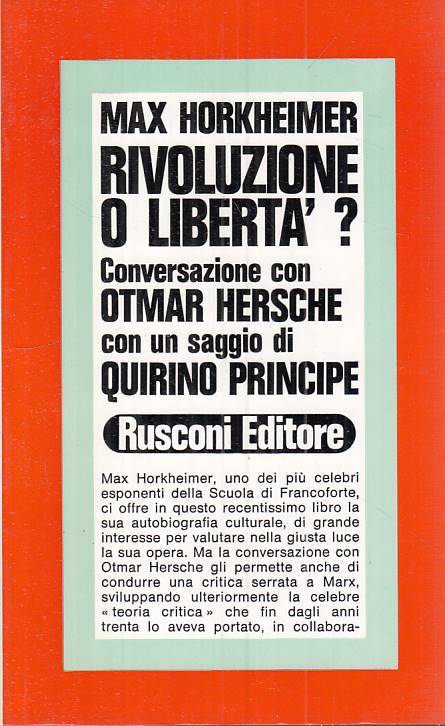 MAX HORKHEIMER
RIVOLUZIONE
O LIBERTA' ?
Conversazione con
OTMAR HERSCHE
con un saggio di
QUIRINO PRINCIPE
Rusconi Editore
Max Horkheimer, uno dei più celebri
esponenti della Scuola di Francoforte,
ci offre in questo recentissimo libro la
sua autobiografia culturale, di grande
interesse per valutare nella giusta luce
la sua opera. Ma la conversazione con
Otmar Hersche gli permette anche di
condurre una critica serrata a Marx,
sviluppando ulteriormente la celebre
« teoria critica » che fin dagli anni
trenta lo aveva portato, in collabora-